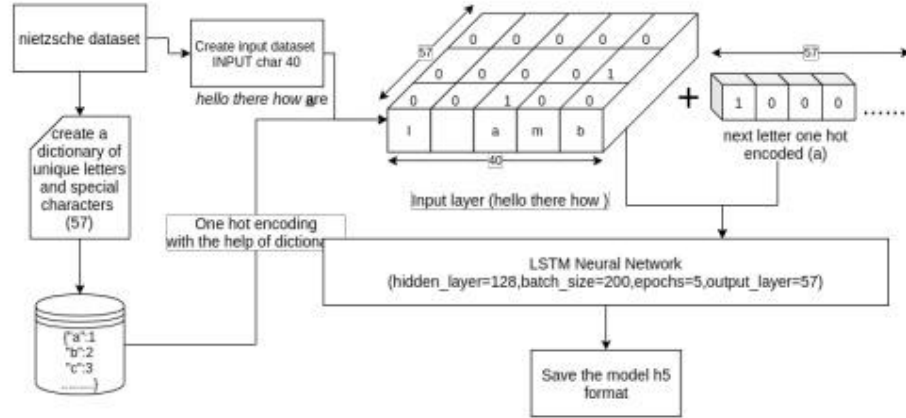 nietzsche dataset
Create input dataset
INPUT char 40
hello there how are
create a
dictionary of
unique letters
and special
characters
(57)
{"a":1
"b":2
"c":3
..........}
One hot encoding
with the help of dictiona
57
0 0 0 0 0
0 0 0 0 1
0 0 1 0 0
I a m b
40
Input layer (hello there how )
+
57
1 0 0 0 ......
next letter one hot
encoded (a)
LSTM Neural Network
(hidden_layer=128,batch_size=200,epochs=5,output_layer=57)
Save the model h5
format